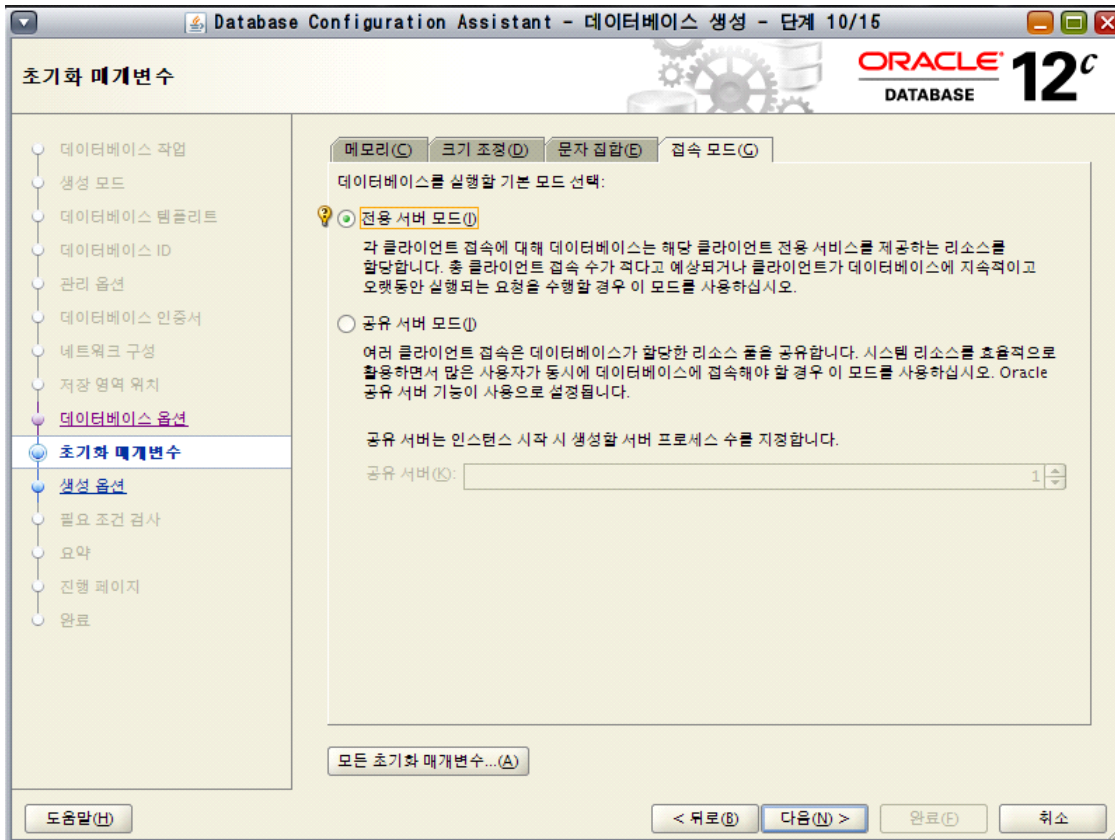 Database Configuration Assistant - 데이터베이스 생성 - 단계 10/15
초기화 매개변수
ORACLE
DATABASE
12c
데이터베이스 작업
생성 모드
데이터베이스 템플리트
데이터베이스 ID
관리 옵션
데이터베이스 인증서
네트워크 구성
저장 영역 위치
데이터베이스 옵션
초기화 매개변수
생성 옵션
필요 조건 검사
요약
진행 페이지
완료
메모리(C) 크기 조정(D) 문자 집합(E) 접속 모드(G)
데이터베이스를 실행할 기본 모드 선택:
전용 서버 모드(I)
각 클라이언트 접속에 대해 데이터베이스는 해당 클라이언트 전용 서비스를 제공하는 리소스를
할당합니다. 총 클라이언트 접속 수가 적다고 예상되거나 클라이언트가 데이터베이스에 지속적이고
오랫동안 실행되는 요청을 수행할 경우 이 모드를 사용하십시오.
공유 서버 모드(I)
여러 클라이언트 접속은 데이터베이스가 할당한 리소스 풀을 공유합니다. 시스템 리소스를 효율적으로
활용하면서 많은 사용자가 동시에 데이터베이스에 접속해야 할 경우 이 모드를 사용하십시오. Oracle
공유 서버 기능이 사용으로 설정됩니다.
공유 서버는 인스턴스 시작 시 생성할 서버 프로세스 수를 지정합니다.
공유 서버(K): 1
모든 초기화 매개변수...(A)
도움말(H) < 뒤로(B) 다음(N) > 완료(F) 취소